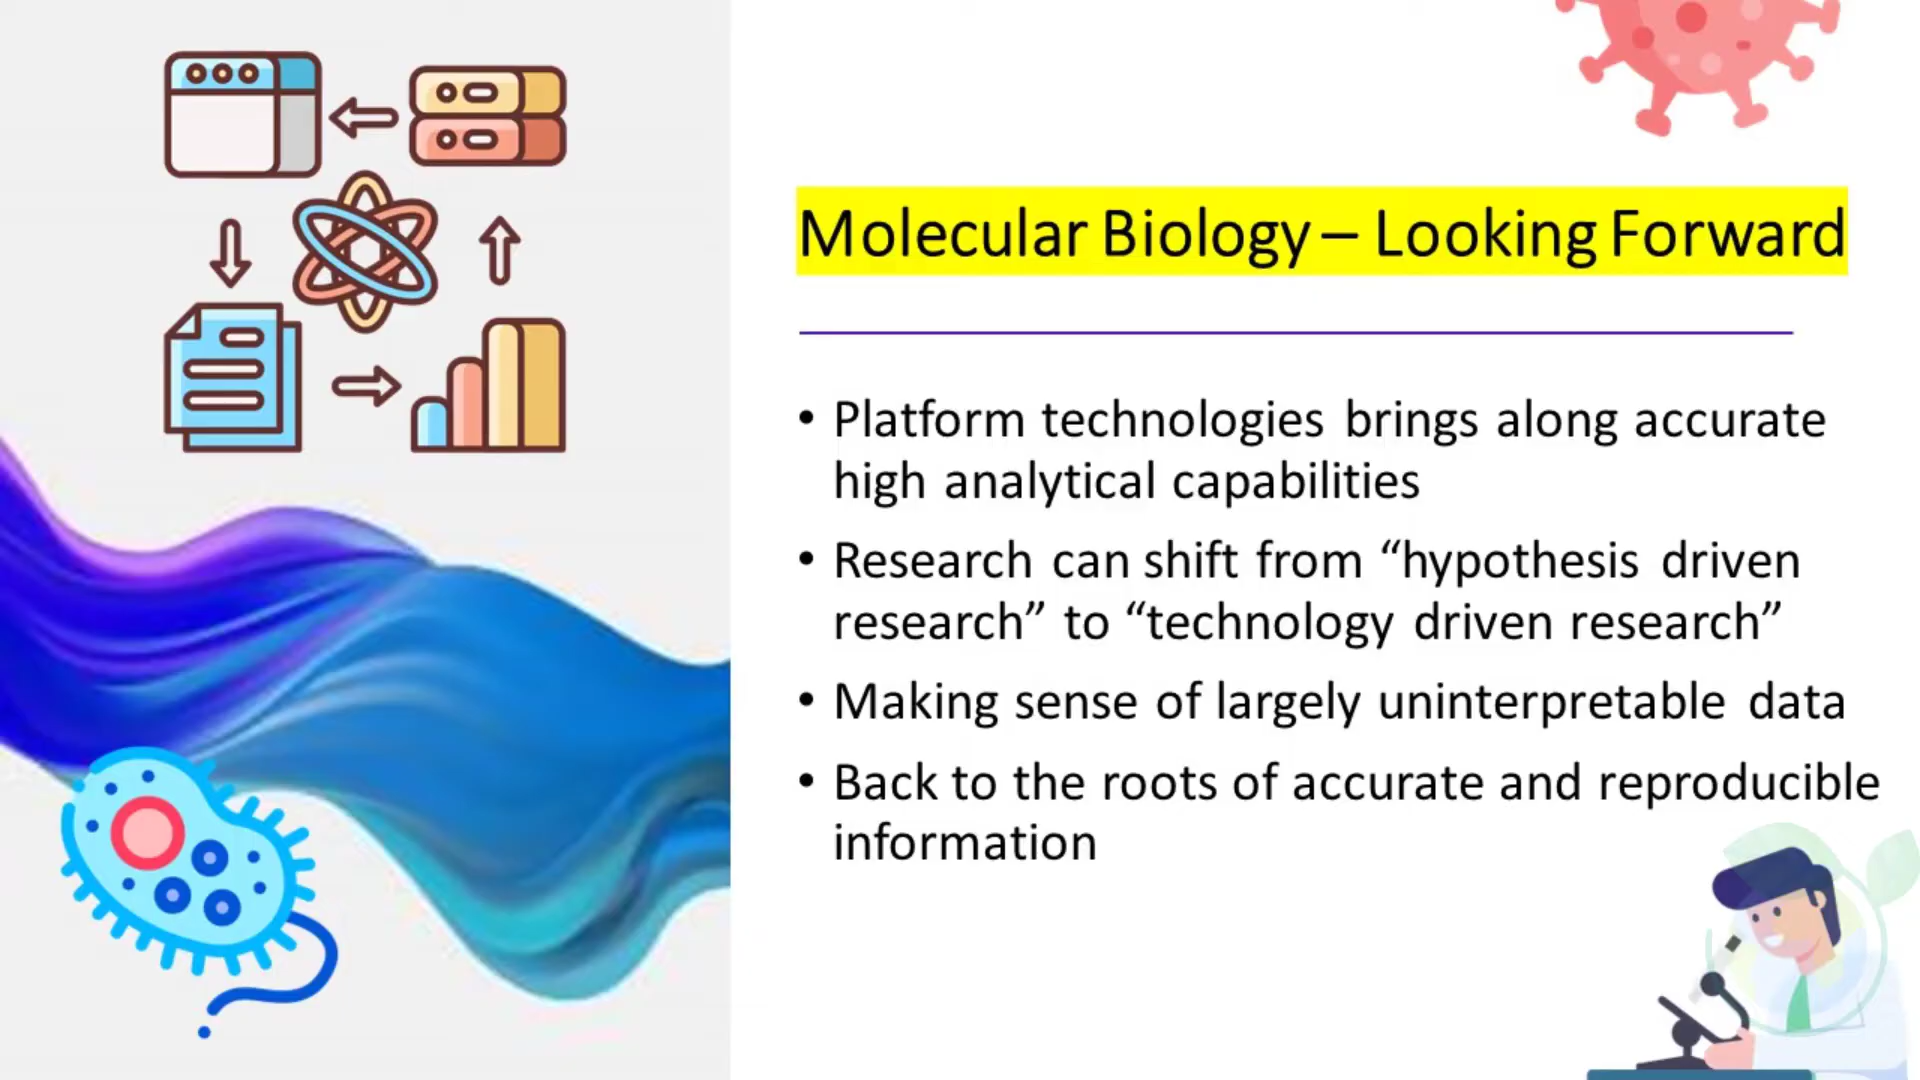 Molecular Biology – Looking Forward
• Platform technologies brings along accurate
high analytical capabilities
• Research can shift from “hypothesis driven
research” to “technology driven research”
• Making sense of largely uninterpretable data
• Back to the roots of accurate and reproducible
information